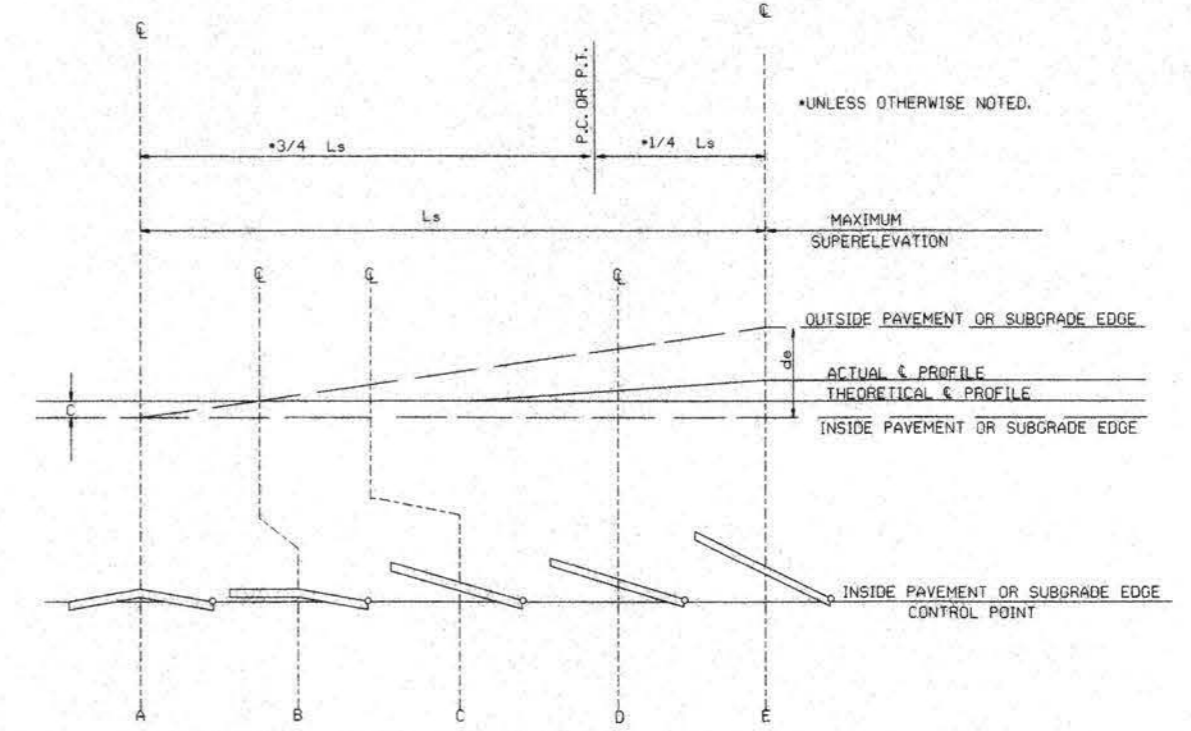 ℄
℄
P.C. OR P.T.
*UNLESS OTHERWISE NOTED.
*3/4 Ls
*1/4 Ls
Ls
MAXIMUM
SUPERELEVATION
℄
℄
℄
OUTSIDE PAVEMENT OR SUBGRADE EDGE
de
ACTUAL ℄ PROFILE
THEORETICAL ℄ PROFILE
C
INSIDE PAVEMENT OR SUBGRADE EDGE
INSIDE PAVEMENT OR SUBGRADE EDGE
CONTROL POINT
A
B
C
D
E